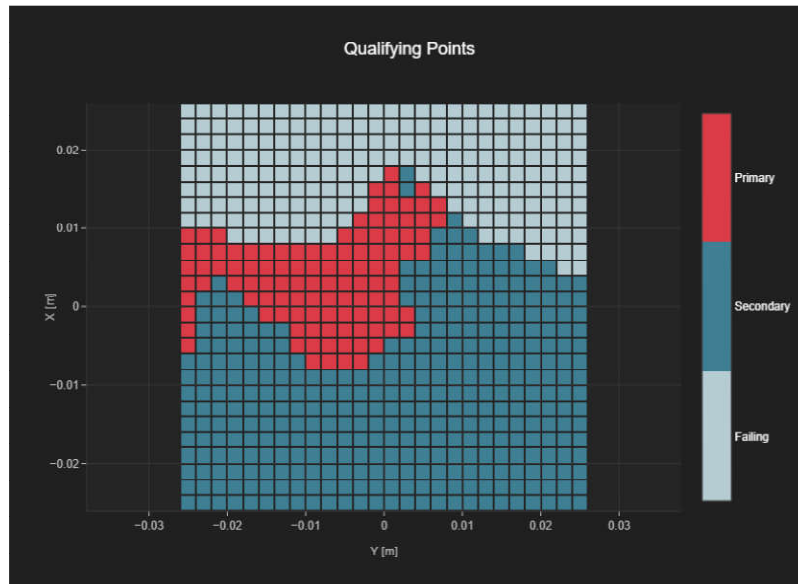 Qualifying Points
0.02
0.01
0
−0.01
−0.02
X [m]
−0.03
−0.02
−0.01
0
0.01
0.02
0.03
Y [m]
Primary
Secondary
Failing